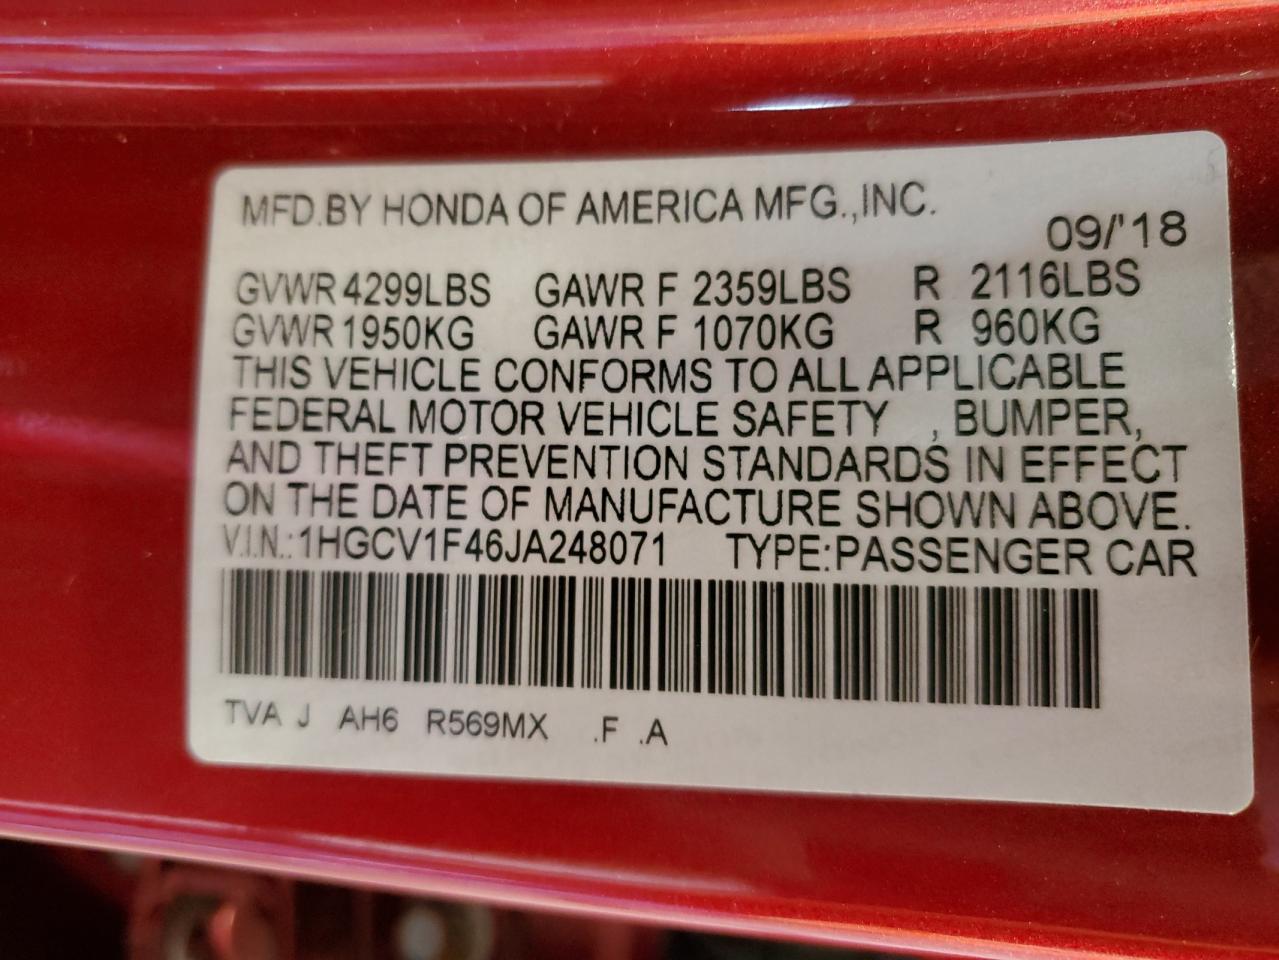 MFD.BY HONDA OF AMERICA MFG.,INC.
09/'18
GVWR 4299LBS GAWR F 2359LBS R 2116LBS
GVWR 1950KG GAWR F 1070KG R 960KG
THIS VEHICLE CONFORMS TO ALL APPLICABLE
FEDERAL MOTOR VEHICLE SAFETY , BUMPER,
AND THEFT PREVENTION STANDARDS IN EFFECT
ON THE DATE OF MANUFACTURE SHOWN ABOVE.
V.I.N.:1HGCV1F46JA248071 TYPE:PASSENGER CAR
TVA J AH6 R569MX .F .A